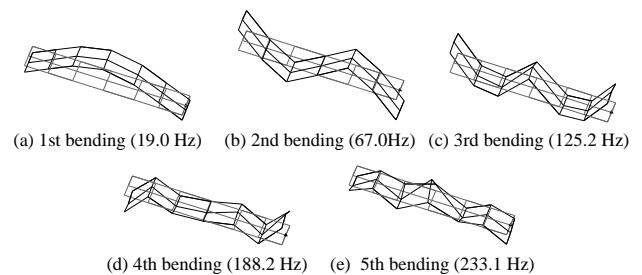 (a) 1st bending (19.0 Hz)
(b) 2nd bending (67.0Hz)
(c) 3rd bending (125.2 Hz)
(d) 4th bending (188.2 Hz)
(e) 5th bending (233.1 Hz)